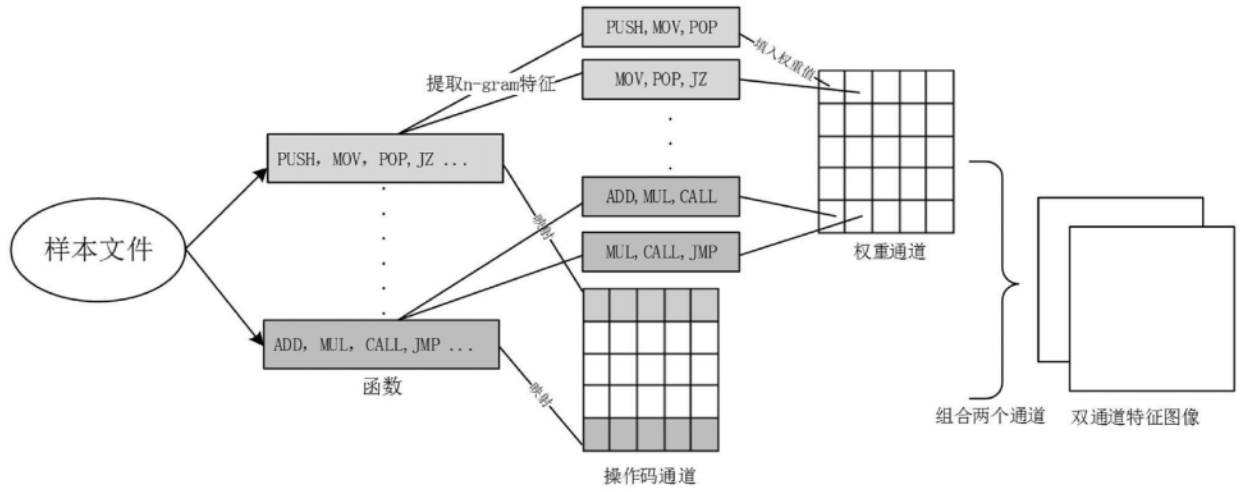 PUSH,MOV,POP
填入权重值
提取n-gram特征
MOV,POP,JZ
PUSH, MOV, POP,JZ ...
ADD,MUL,CALL
样本文件
映射
MUL,CALL,JMP
权重通道
ADD, MUL, CALL,JMP ...
函数
映射
组合两个通道
双通道特征图像
操作码通道